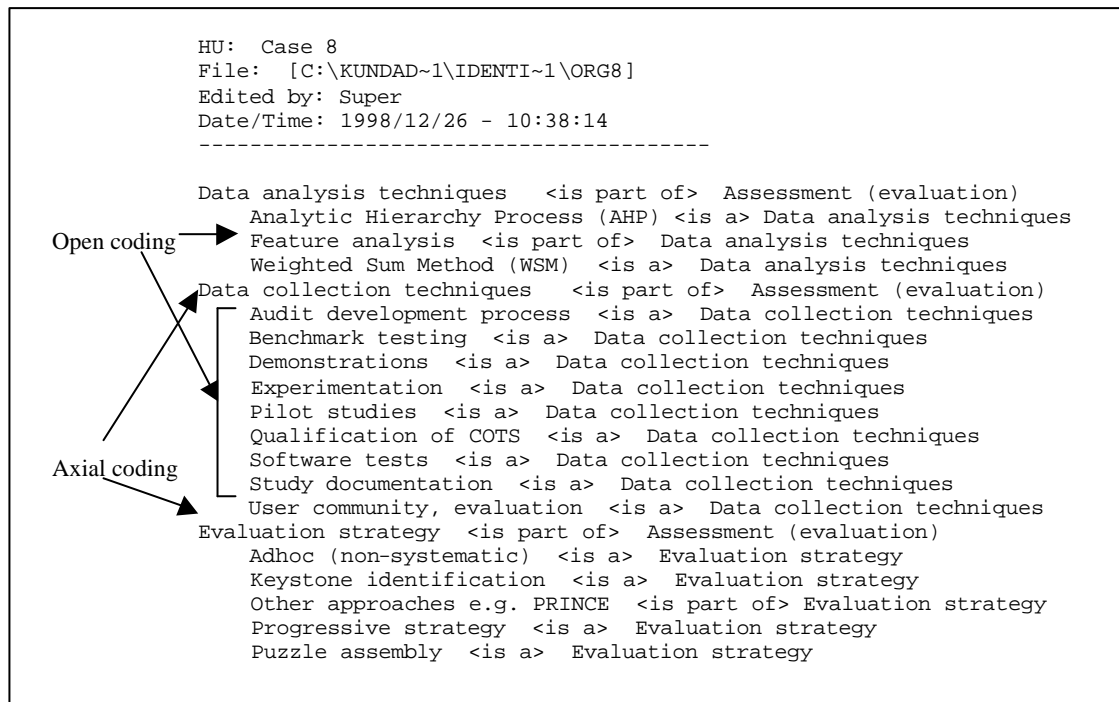 HU: Case 8
File: [C:\KUNDAD~1\IDENTI~1\ORG8]
Edited by: Super
Date/Time: 1998/12/26 - 10:38:14
----------------------------------------
Data analysis techniques <is part of> Assessment (evaluation)
Analytic Hierarchy Process (AHP) <is a> Data analysis techniques
Open coding
Feature analysis <is part of> Data analysis techniques
Weighted Sum Method (WSM) <is a> Data analysis techniques
Data collection techniques <is part of> Assessment (evaluation)
Audit development process <is a> Data collection techniques
Benchmark testing <is a> Data collection techniques
Demonstrations <is a> Data collection techniques
Experimentation <is a> Data collection techniques
Pilot studies <is a> Data collection techniques
Qualification of COTS <is a> Data collection techniques
Axial coding
Software tests <is a> Data collection techniques
Study documentation <is a> Data collection techniques
User community, evaluation <is a> Data collection techniques
Evaluation strategy <is part of> Assessment (evaluation)
Adhoc (non-systematic) <is a> Evaluation strategy
Keystone identification <is a> Evaluation strategy
Other approaches e.g. PRINCE <is part of> Evaluation strategy
Progressive strategy <is a> Evaluation strategy
Puzzle assembly <is a> Evaluation strategy